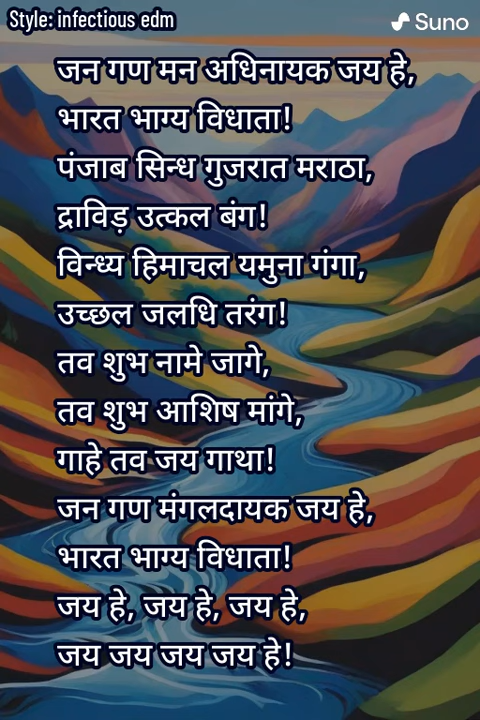 Style: infectious edm
Suno
जन गण मन अधिनायक जय हे,
भारत भाग्य विधाता!
पंजाब सिन्ध गुजरात मराठा,
द्राविड़ उत्कल बंग!
विन्ध्य हिमाचल यमुना गंगा,
उच्छल जलधि तरंग!
तव शुभ नामे जागे,
तव शुभ आशिष मांगे,
गाहे तव जय गाथा!
जन गण मंगलदायक जय हे,
भारत भाग्य विधाता!
जय हे, जय हे, जय हे,
जय जय जय जय हे!